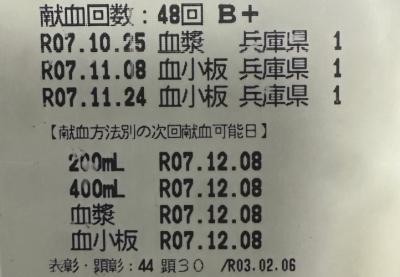 献血回数：48回 B＋
R07.10.25 血漿 兵庫県 1
R07.11.08 血小板 兵庫県 1
R07.11.24 血小板 兵庫県 1
【献血方法別の次回献血可能日】
200mL R07.12.08
400mL R07.12.08
血漿 R07.12.08
血小板 R07.12.08
表彰・顕彰：44 顕３０ /R03.02.06